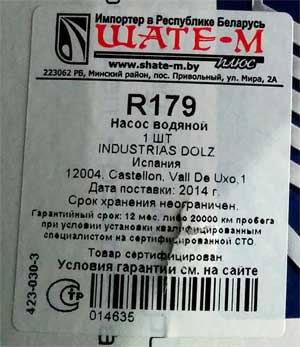 Импортер в Республике Беларусь
ШАТЕ-М
ПЛЮС
www.shate-m.by
223062 РБ, Минский район, пос. Привольный, ул. Мира, 2А
R179
Насос водяной
1 ШТ
INDUSTRIAS DOLZ
Испания
12004, Castellon, Vall De Uxo,1
Дата поставки: 2014 г.
Срок хранения неограничен.
Гарантийный срок: 12 мес. либо 20000 км пробега
при условии установки квалифицированным
специалистом на сертифицированной СТО.
Товар сертифицирован
Условия гарантии см. на сайте
423-030-3
014635